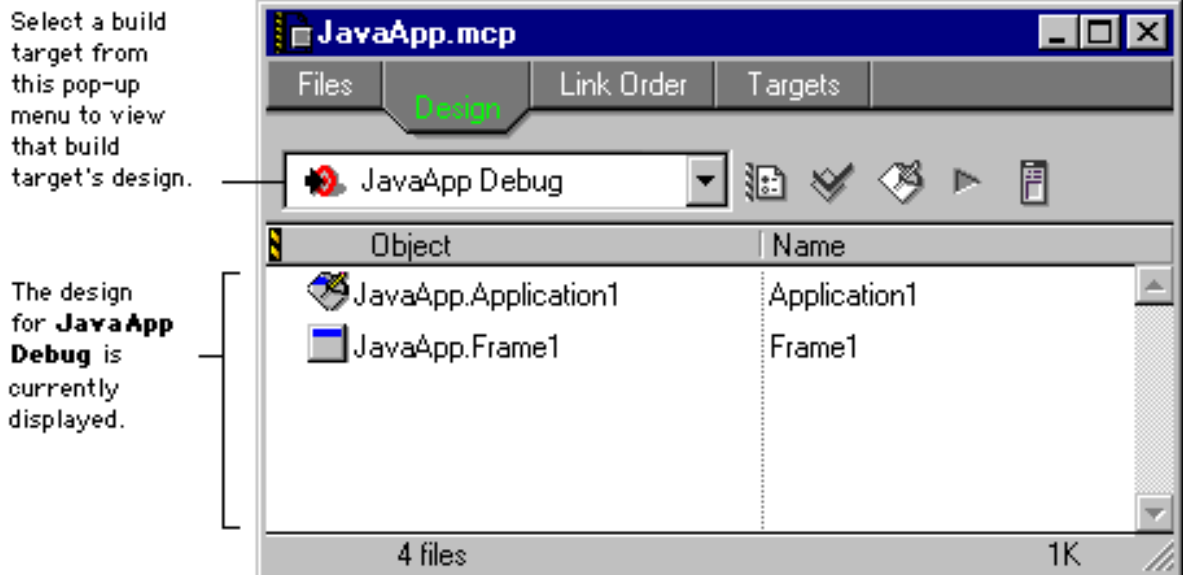 Select a build
target from
this pop-up
menu to view
that build
target's design.
The design
for JavaApp
Debug is
currently
displayed.
JavaApp.mcp
Files Design Link Order Targets
JavaApp Debug
Object Name
JavaApp.Application1 Application1
JavaApp.Frame1 Frame1
4 files 1K